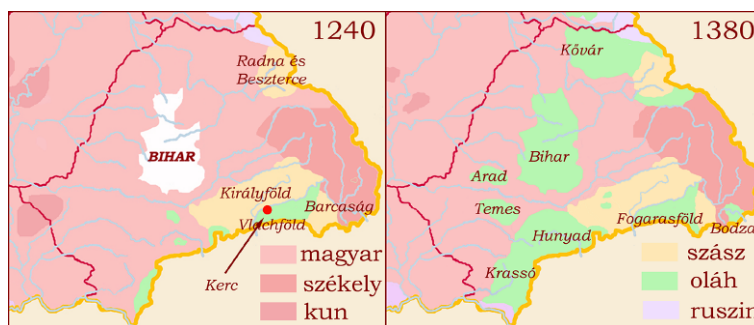 1240
Radna és
Beszterce
BIHAR
Királyföld
Barcaság
Vlachföld
Kerc
magyar
székely
kun
1380
Kővár
Bihar
Arad
Temes
Hunyad
Krassó
Fogarasföld
Bodza
szász
oláh
ruszin